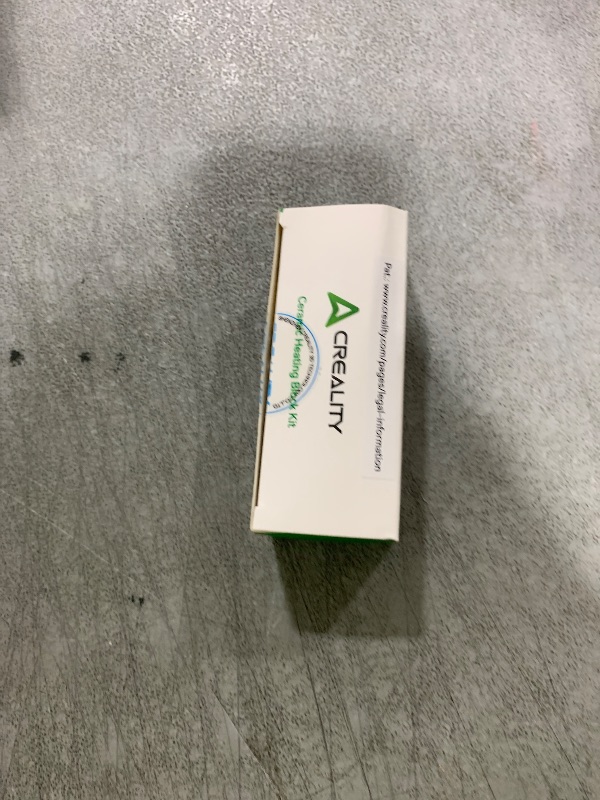 Pat.: www.creality.com/pages/legal-information
CREALITY
Ceramic Heating Block Kit